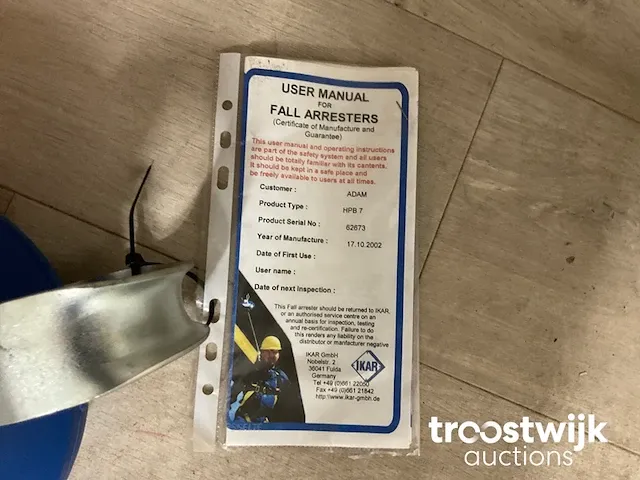 USER MANUAL
FOR
FALL ARRESTERS
(Certificate of Manufacture and
Guarantee)
This user manual and operating instructions
are part of the safety system and all users
should be totally familiar with its contents.
It should be kept in a safe place and
be freely available to users at all times.
Customer : ADAM
Product Type : HPB 7
Product Serial No : 62673
Year of Manufacture : 17.10.2002
Date of First Use :
User name :
Date of next Inspection :
This Fall arrester should be returned to IKAR,
or an authorised service centre on an
annual basis for inspection, testing
and re-certification. Failure to do
this renders any liability on the
distributor or manfacturer negative
IKAR GmbH
Nobelstr. 2
36041 Fulda
Germany
Tel +49 (0)661 22050
Fax +49 (0)661 21842
http:\\www.ikar-gmbh.de
IKAR
troostwijk
auctions